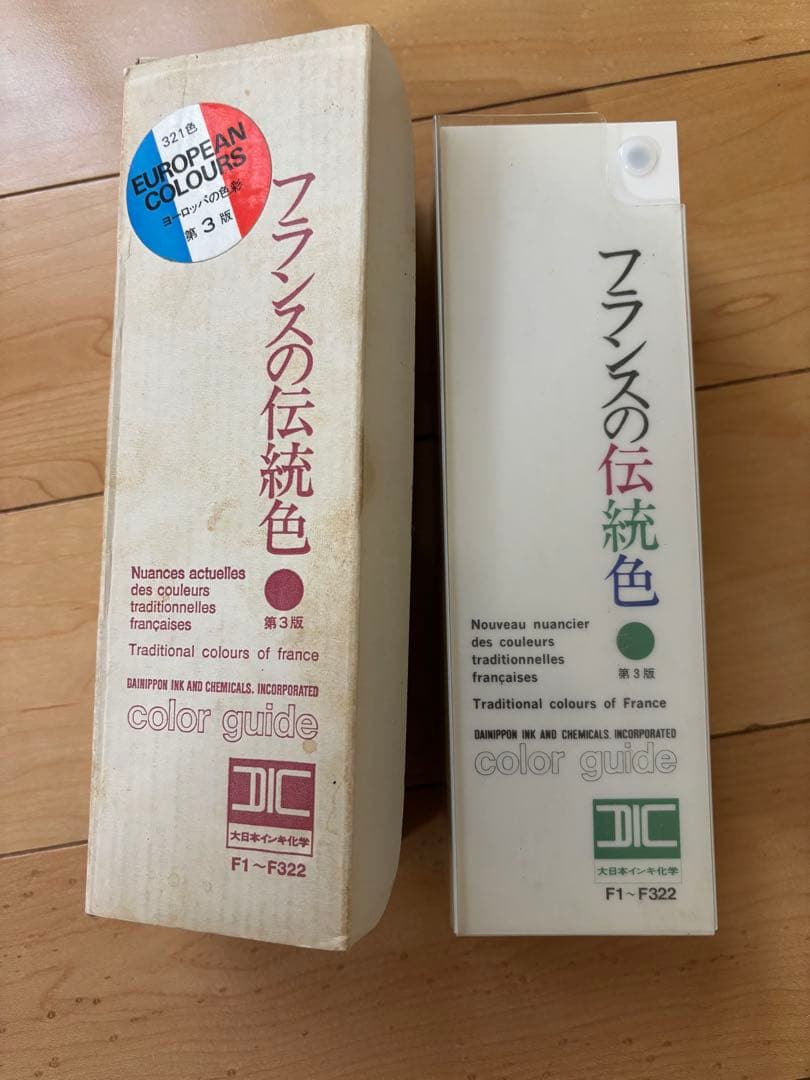 321色
EUROPEAN
COLOURS
ヨーロッパの色彩
第3版
フランスの伝統色
第3版
Nuances actuelles
des couleurs
traditionnelles
françaises
Traditional colours of france
DAINIPPON INK AND CHEMICALS, INCORPORATED
color guide
DIC
大日本インキ化学
F1～F322
フランスの伝統色
第3版
Nouveau nuancier
des couleurs
traditionnelles
françaises
Traditional colours of France
DAINIPPON INK AND CHEMICALS, INCORPORATED
color guide
DIC
大日本インキ化学
F1～F322